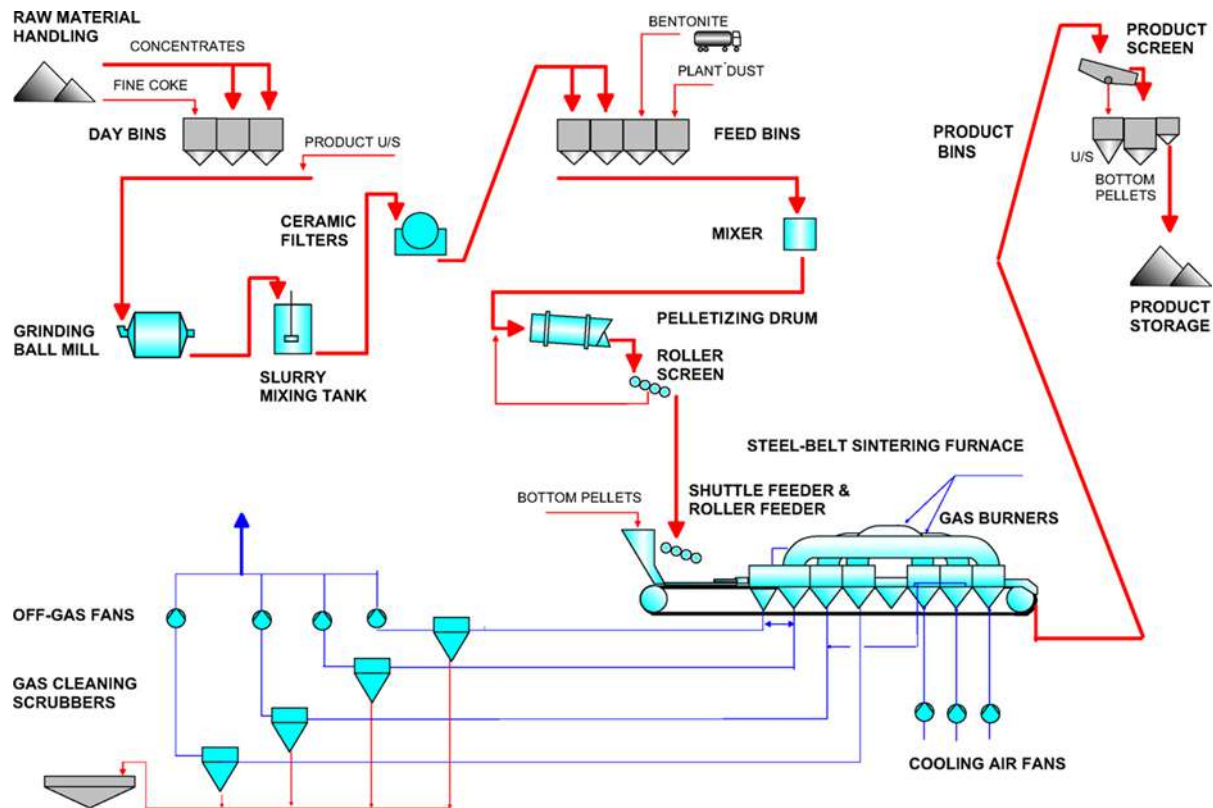 RAW MATERIAL
HANDLING
CONCENTRATES
FINE COKE
DAY BINS
PRODUCT U/S
BENTONITE
PLANT DUST
FEED BINS
PRODUCT
SCREEN
PRODUCT
BINS
U/S
BOTTOM
PELLETS
CERAMIC
FILTERS
MIXER
GRINDING
BALL MILL
SLURRY
MIXING TANK
PELLETIZING DRUM
ROLLER
SCREEN
PRODUCT
STORAGE
STEEL-BELT SINTERING FURNACE
BOTTOM PELLETS
SHUTTLE FEEDER &
ROLLER FEEDER
GAS BURNERS
OFF-GAS FANS
GAS CLEANING
SCRUBBERS
COOLING AIR FANS